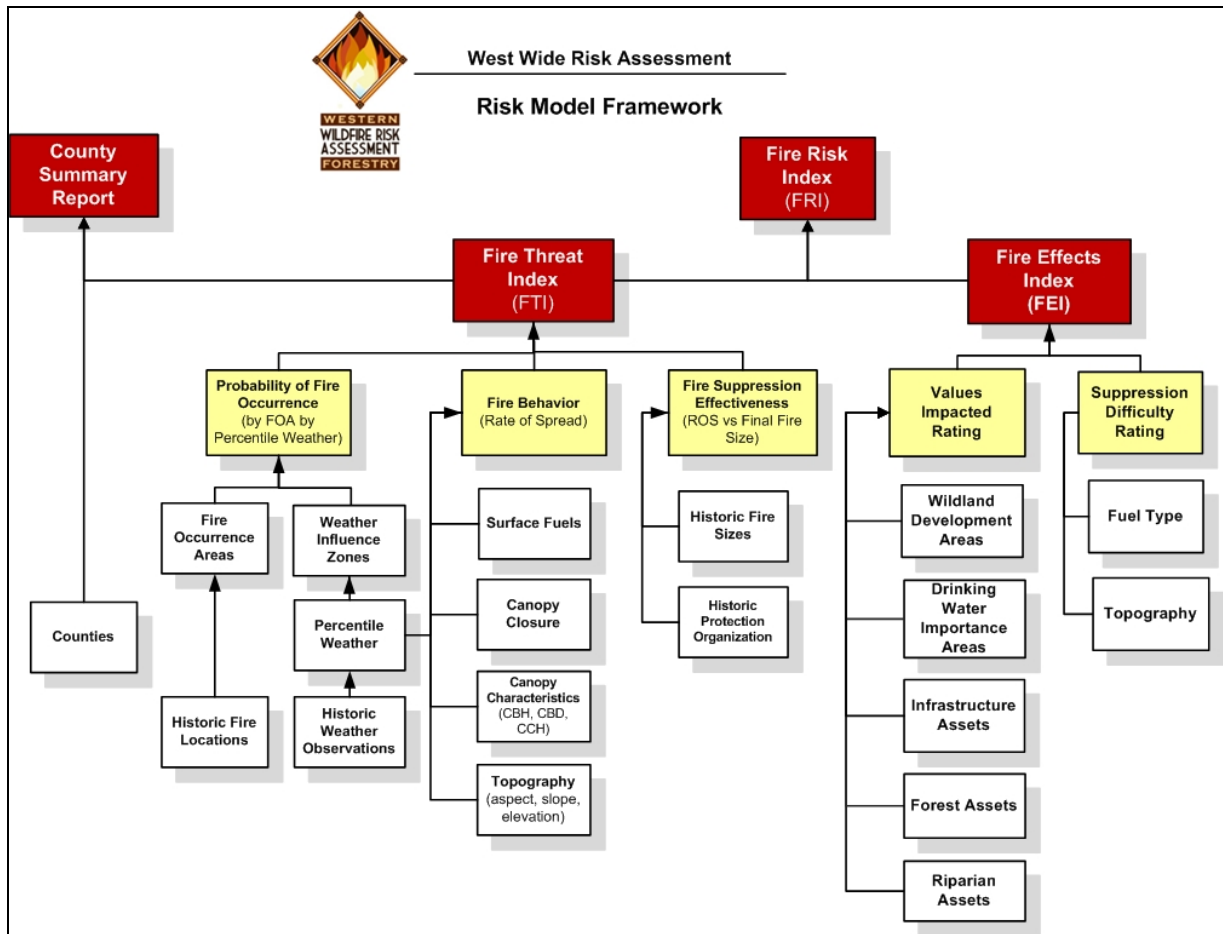 West Wide Risk Assessment
Risk Model Framework
WESTERN
WILDFIRE RISK
ASSESSMENT
FORESTRY
County
Summary
Report
Fire Risk
Index
(FRI)
Fire Threat
Index
(FTI)
Fire Effects
Index
(FEI)
Probability of Fire
Occurrence
(by FOA by
Percentile Weather)
Fire Behavior
(Rate of Spread)
Fire Suppression
Effectiveness
(ROS vs Final Fire
Size)
Values
Impacted
Rating
Suppression
Difficulty
Rating
Fire
Occurrence
Areas
Weather
Influence
Zones
Surface Fuels
Historic Fire
Sizes
Wildland
Development
Areas
Fuel Type
Counties
Percentile
Weather
Canopy
Closure
Historic
Protection
Organization
Drinking
Water
Importance
Areas
Topography
Historic Fire
Locations
Historic
Weather
Observations
Canopy
Characteristics
(CBH, CBD,
CCH)
Infrastructure
Assets
Topography
(aspect, slope,
elevation)
Forest Assets
Riparian
Assets